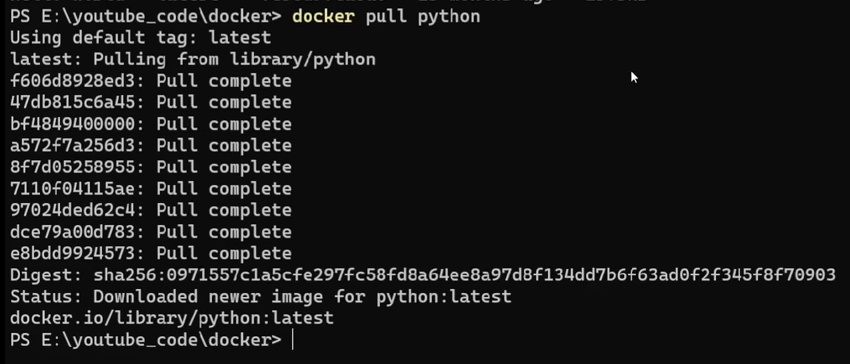 PS E:\youtube_code\docker> docker pull python
Using default tag: latest
latest: Pulling from library/python
f606d8928ed3: Pull complete
47db815c6a45: Pull complete
bf4849400000: Pull complete
a572f7a256d3: Pull complete
8f7d05258955: Pull complete
7110f04115ae: Pull complete
97024ded62c4: Pull complete
dce79a00d783: Pull complete
e8bdd9924573: Pull complete
Digest: sha256:0971557c1a5cfe297fc58fd8a64ee8a97d8f134dd7b6f63ad0f2f345f8f70903
Status: Downloaded newer image for python:latest
docker.io/library/python:latest
PS E:\youtube_code\docker>